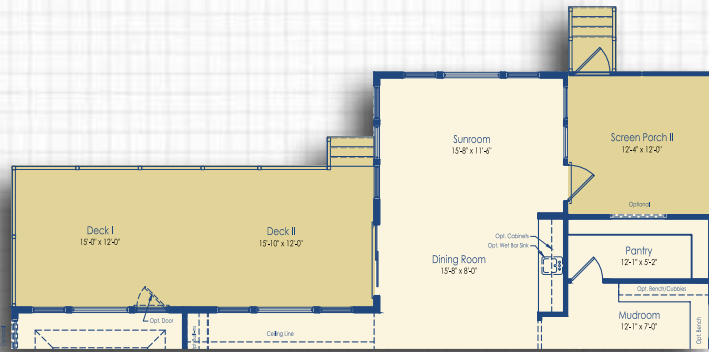 Sunroom
15'-8" x 11'-6"
Screen Porch II
12'-4" x 12'-0"
Optional
Deck I
15'-0" x 12'-0"
Deck II
15'-10" x 12'-0"
Opt. Cabinets
Opt. Wet Bar Sink
Dining Room
15'-8" x 8'-0"
Pantry
12'-1" x 5'-2"
Opt. Bench/Cubbies
Mudroom
12'-1" x 7'-0"
Opt. Bench
Opt. Door
Ceiling Line